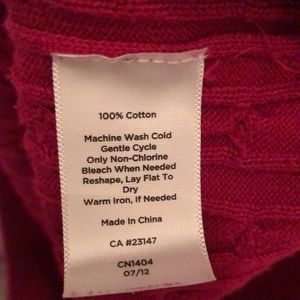 100% Cotton
Machine Wash Cold
Gentle Cycle
Only Non-Chlorine
Bleach When Needed
Reshape, Lay Flat To
Dry
Warm Iron, If Needed
Made In China
CA #23147
CN1404
07/12